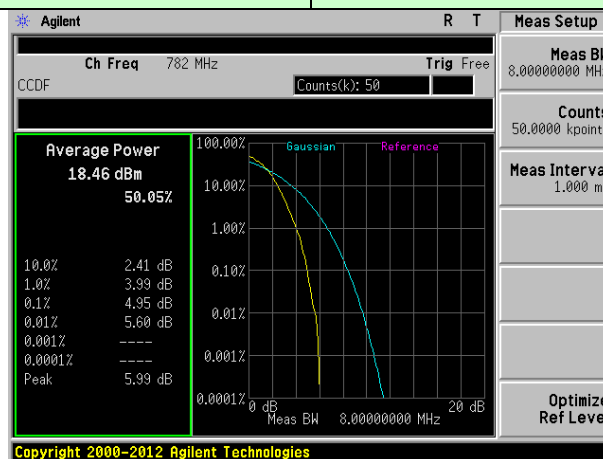 Agilent R T Meas Setup
Ch Freq 782 MHz Trig Free
CCDF Counts(k): 50
Meas B
8.00000000 MH
Counts
50.0000 kpoint
Meas Interva
1.000 m
Optimize
Ref Leve
Average Power
18.46 dBm
50.05%
10.0% 2.41 dB
1.0% 3.99 dB
0.1% 4.95 dB
0.01% 5.60 dB
0.001% ----
0.0001% ----
Peak 5.99 dB
Gaussian Reference
100.00%
10.00%
1.00%
0.10%
0.01%
0.001%
0.0001%
0 dB 20 dB
Meas BW 8.00000000 MHz
Copyright 2000-2012 Agilent Technologies